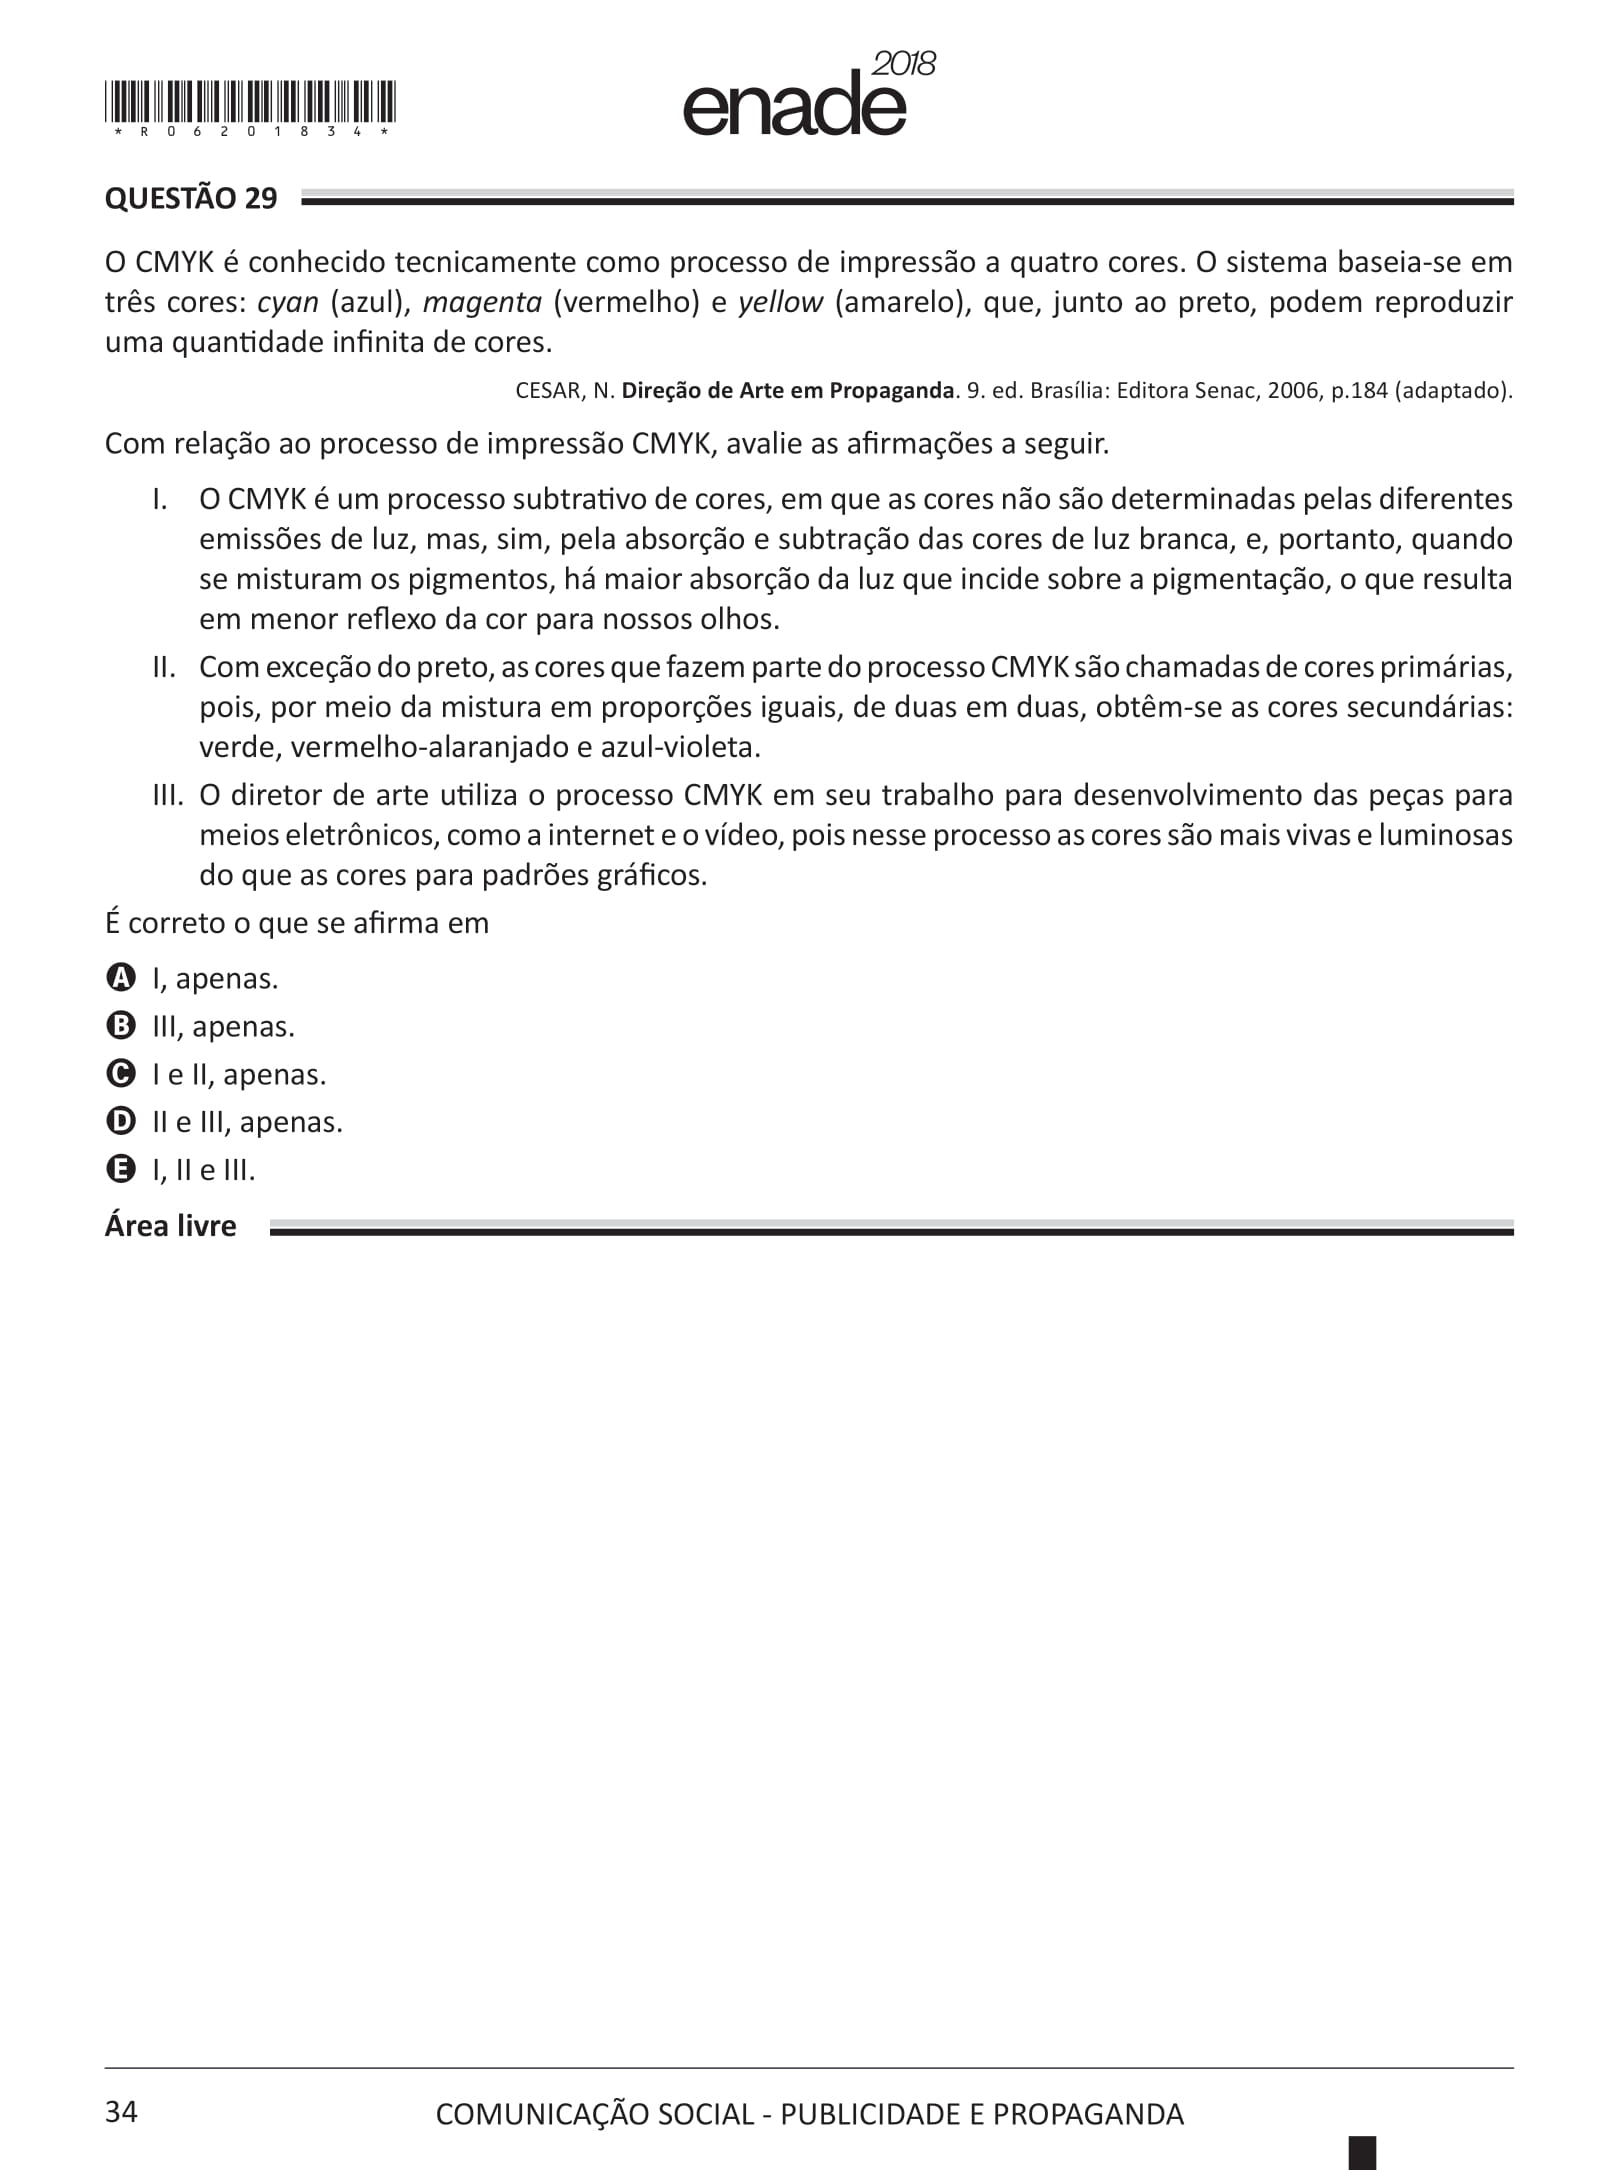 enade 2018
* R 0 6 2 0 1 8 3 4 *
QUESTÃO 29
O CMYK é conhecido tecnicamente como processo de impressão a quatro cores. O sistema baseia-se em
três cores: cyan (azul), magenta (vermelho) e yellow (amarelo), que, junto ao preto, podem reproduzir
uma quantidade infinita de cores.
CESAR, N. Direção de Arte em Propaganda. 9. ed. Brasília: Editora Senac, 2006, p.184 (adaptado).
Com relação ao processo de impressão CMYK, avalie as afirmações a seguir.
I. O CMYK é um processo subtrativo de cores, em que as cores não são determinadas pelas diferentes
emissões de luz, mas, sim, pela absorção e subtração das cores de luz branca, e, portanto, quando
se misturam os pigmentos, há maior absorção da luz que incide sobre a pigmentação, o que resulta
em menor reflexo da cor para nossos olhos.
II. Com exceção do preto, as cores que fazem parte do processo CMYK são chamadas de cores primárias,
pois, por meio da mistura em proporções iguais, de duas em duas, obtêm-se as cores secundárias:
verde, vermelho-alaranjado e azul-violeta.
III. O diretor de arte utiliza o processo CMYK em seu trabalho para desenvolvimento das peças para
meios eletrônicos, como a internet e o vídeo, pois nesse processo as cores são mais vivas e luminosas
do que as cores para padrões gráficos.
É correto o que se afirma em
A I, apenas.
B III, apenas.
C I e II, apenas.
D II e III, apenas.
E I, II e III.
Área livre
34
COMUNICAÇÃO SOCIAL - PUBLICIDADE E PROPAGANDA